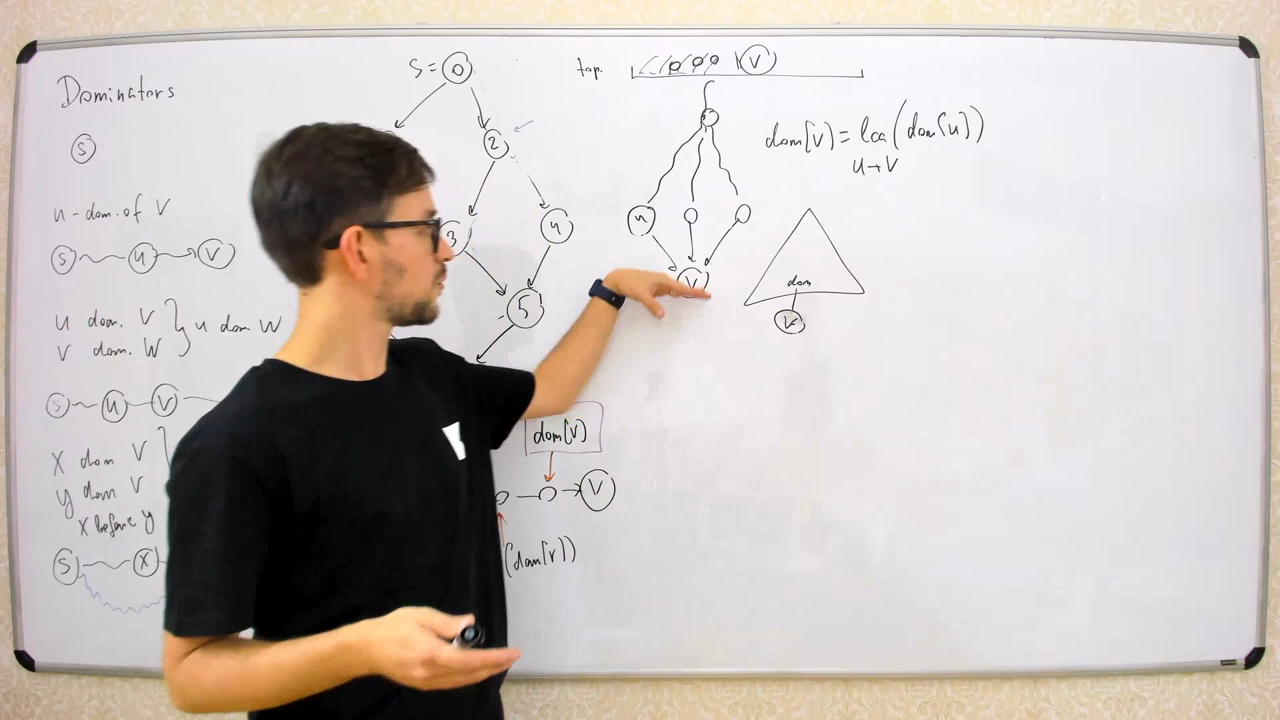 Dominators
S
u-dom. of V
S u V
u dom. V } u dom W
V dom. W
S u V
X dom V
y dom V
X before y
S X
S = 0
2
3 4
5
dom[V]
V
(dom[V])
top. V
u
V
dom[V] = lca (dom[u])
u→V
dom
V